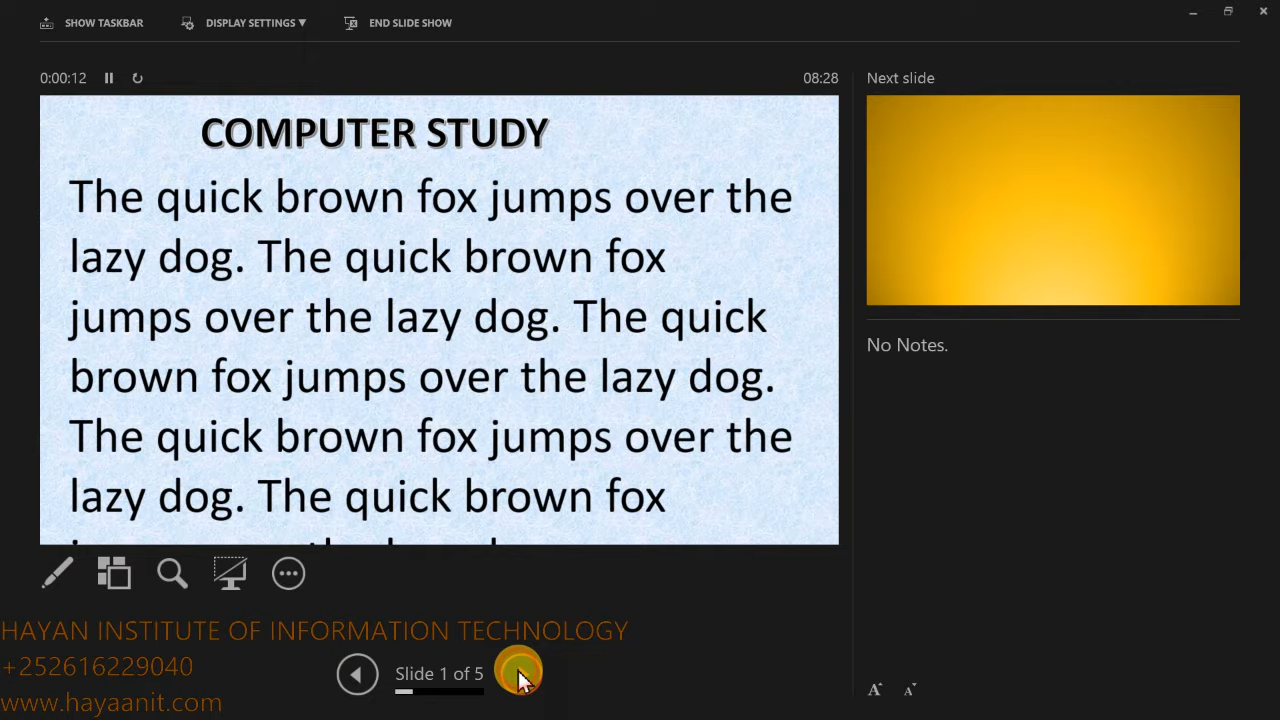 SHOW TASKBAR
DISPLAY SETTINGS ▼
END SLIDE SHOW
0:00:12
08:28
Next slide
COMPUTER STUDY
The quick brown fox jumps over the
lazy dog. The quick brown fox
jumps over the lazy dog. The quick
brown fox jumps over the lazy dog.
The quick brown fox jumps over the
lazy dog. The quick brown fox
No Notes.
HAYAN INSTITUTE OF INFORMATION TECHNOLOGY
+252616229040
www.hayaanit.com
Slide 1 of 5
A A